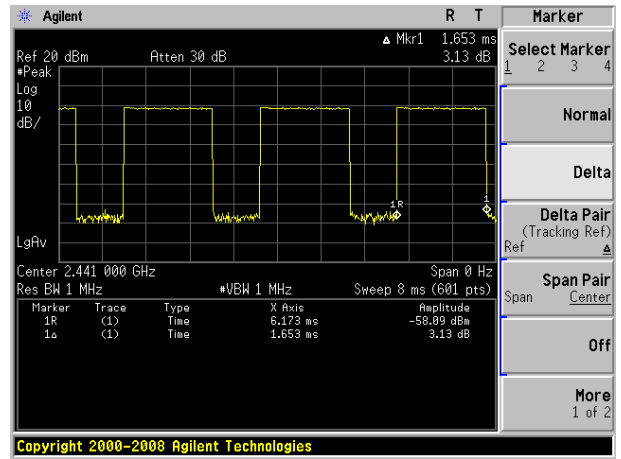 Agilent R T Marker
Δ Mkr1 1.653 ms
Ref 20 dBm Atten 30 dB 3.13 dB
#Peak
Log
10
dB/
1R
1
LgAv
Center 2.441 000 GHz Span 0 Hz
Res BW 1 MHz #VBW 1 MHz Sweep 8 ms (601 pts)
Marker Trace Type X Axis Amplitude
1R (1) Time 6.173 ms -58.09 dBm
1Δ (1) Time 1.653 ms 3.13 dB
Select Marker
1 2 3 4
Normal
Delta
Delta Pair
(Tracking Ref)
Ref Δ
Span Pair
Span Center
Off
More
1 of 2
Copyright 2000-2008 Agilent Technologies